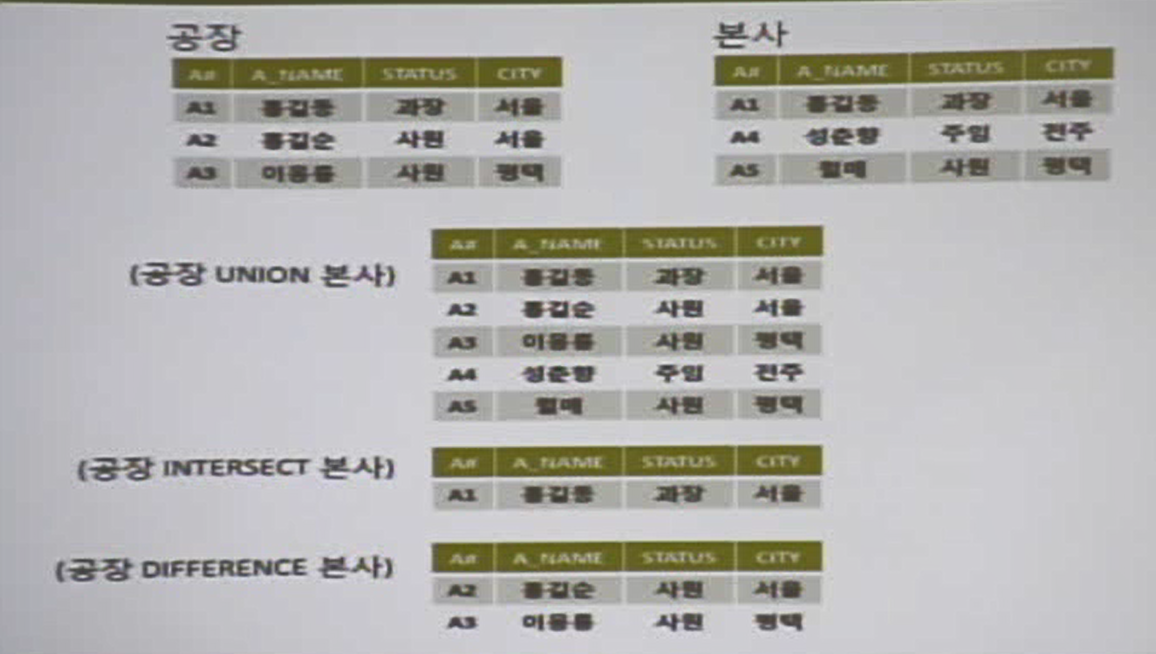 공장
본사
A# A_NAME STATUS CITY
A1 홍길동 과장 서울
A2 홍길순 사원 서울
A3 이몽룡 사원 평택
A# A_NAME STATUS CITY
A1 홍길동 과장 서울
A4 성춘향 주임 전주
A5 월매 사원 평택
(공장 UNION 본사)
A# A_NAME STATUS CITY
A1 홍길동 과장 서울
A2 홍길순 사원 서울
A3 이몽룡 사원 평택
A4 성춘향 주임 전주
A5 월매 사원 평택
(공장 INTERSECT 본사)
A# A_NAME STATUS CITY
A1 홍길동 과장 서울
(공장 DIFFERENCE 본사)
A# A_NAME STATUS CITY
A2 홍길순 사원 서울
A3 이몽룡 사원 평택